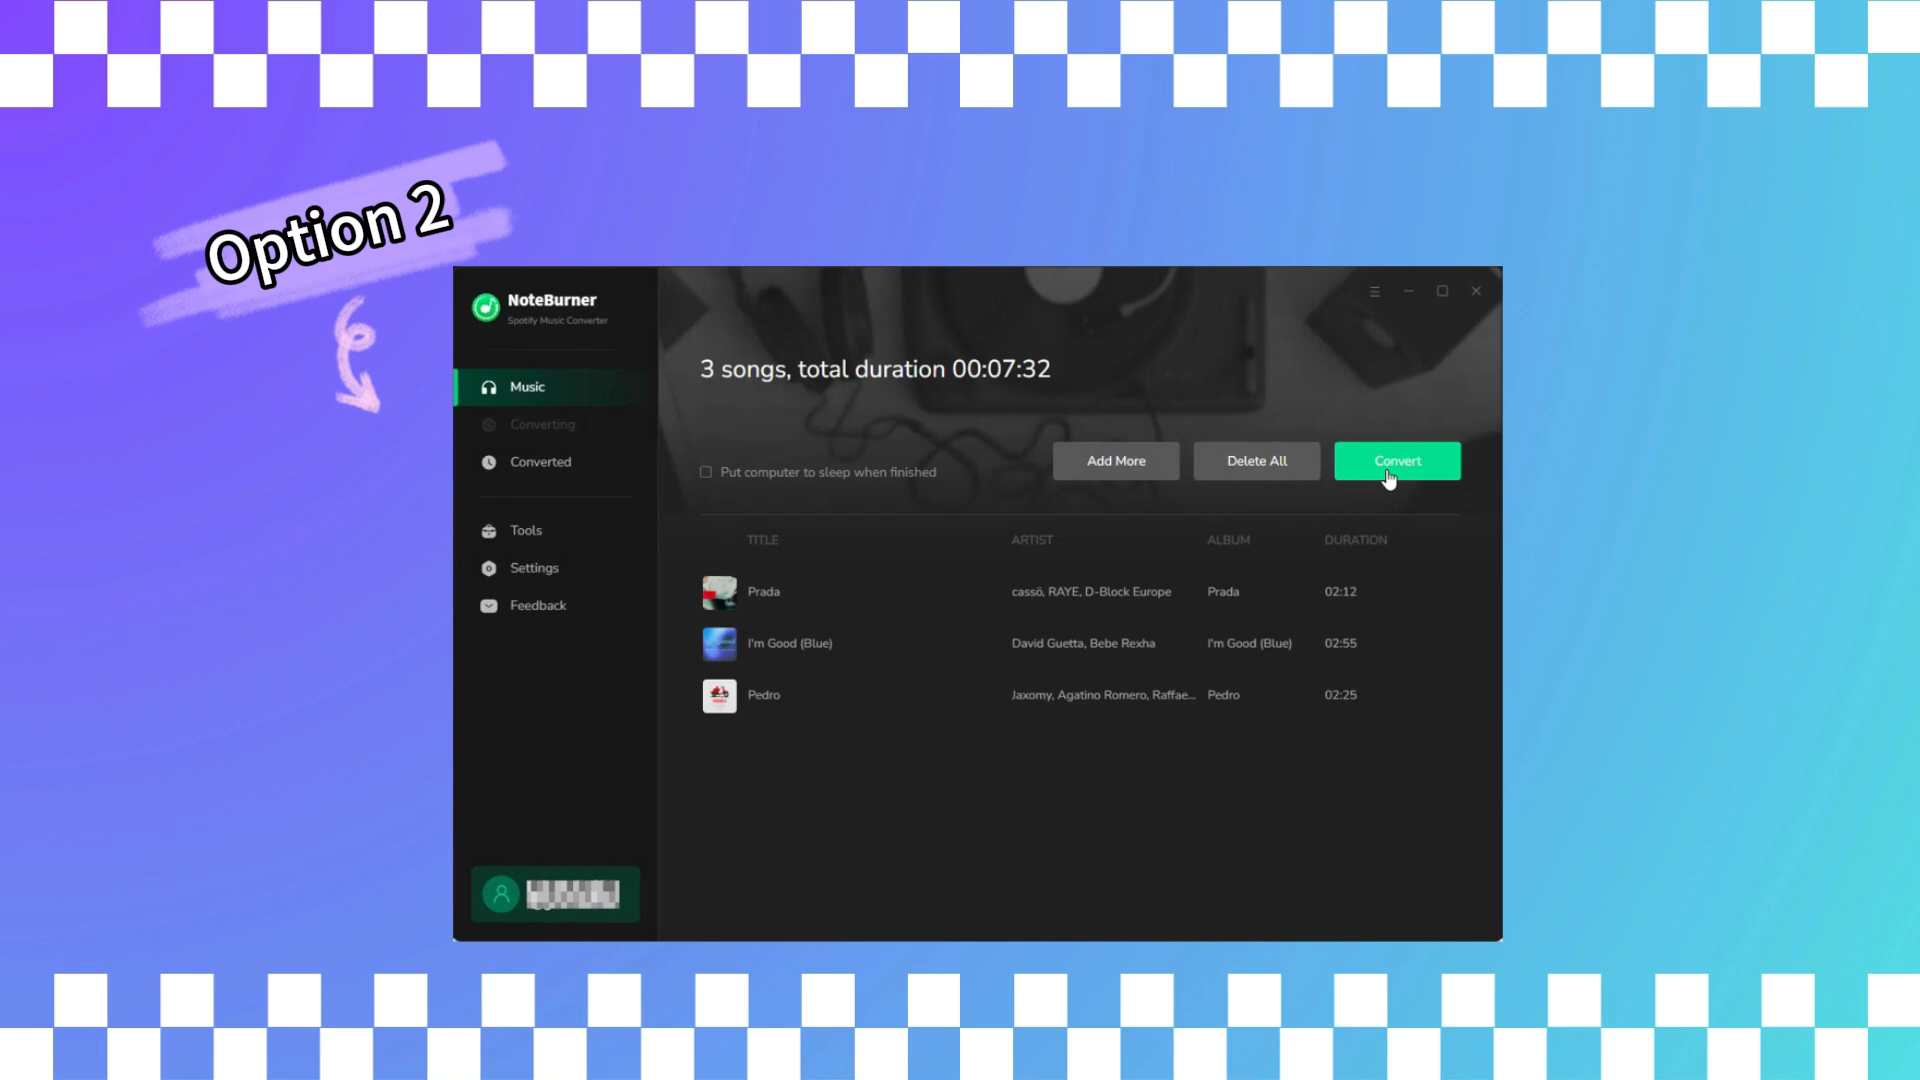 Option 2
NoteBurner
Spotify Music Converter
Music
Converting
Converted
Tools
Settings
Feedback
3 songs, total duration 00:07:32
Put computer to sleep when finished
Add More
Delete All
Convert
TITLE ARTIST ALBUM DURATION
Prada cassö, RAYE, D-Block Europe Prada 02:12
I'm Good (Blue) David Guetta, Bebe Rexha I'm Good (Blue) 02:55
Pedro Jaxomy, Agatino Romero, Raffae... Pedro 02:25